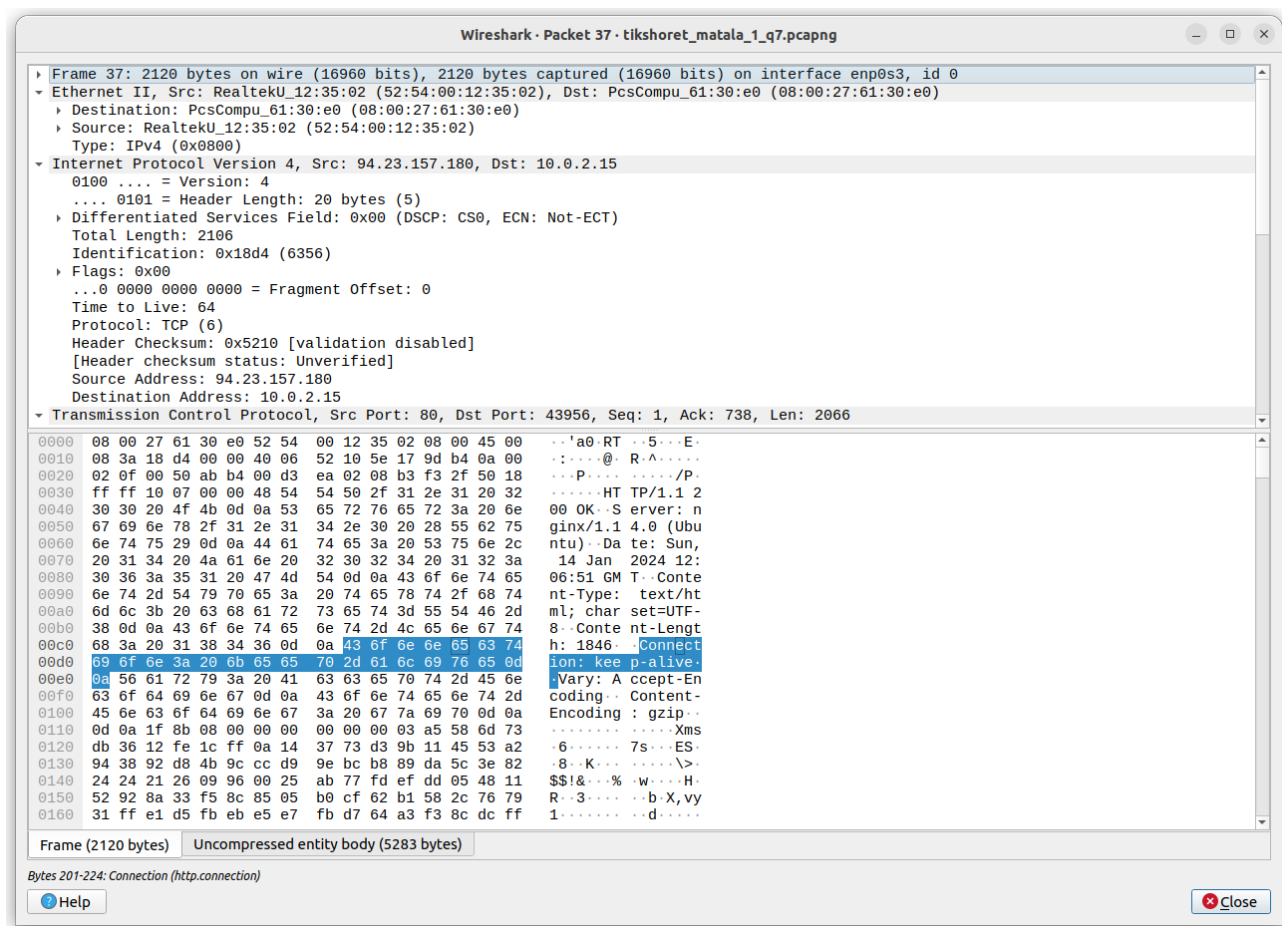 Wireshark · Packet 37 · tikshoret_matala_1_q7.pcapng
Frame 37: 2120 bytes on wire (16960 bits), 2120 bytes captured (16960 bits) on interface enp0s3, id 0
Ethernet II, Src: RealtekU_12:35:02 (52:54:00:12:35:02), Dst: PcsCompu_61:30:e0 (08:00:27:61:30:e0)
Destination: PcsCompu_61:30:e0 (08:00:27:61:30:e0)
Source: RealtekU_12:35:02 (52:54:00:12:35:02)
Type: IPv4 (0x0800)
Internet Protocol Version 4, Src: 94.23.157.180, Dst: 10.0.2.15
0100 .... = Version: 4
.... 0101 = Header Length: 20 bytes (5)
Differentiated Services Field: 0x00 (DSCP: CS0, ECN: Not-ECT)
Total Length: 2106
Identification: 0x18d4 (6356)
Flags: 0x00
...0 0000 0000 0000 = Fragment Offset: 0
Time to Live: 64
Protocol: TCP (6)
Header Checksum: 0x5210 [validation disabled]
[Header checksum status: Unverified]
Source Address: 94.23.157.180
Destination Address: 10.0.2.15
Transmission Control Protocol, Src Port: 80, Dst Port: 43956, Seq: 1, Ack: 738, Len: 2066
0000 08 00 27 61 30 e0 52 54 00 12 35 02 08 00 45 00 ··'a0·RT ··5···E·
0010 08 3a 18 d4 00 00 40 06 52 10 5e 17 9d b4 0a 00 ·:····@· R·^·····
0020 02 0f 00 50 ab b4 00 d3 ea 02 08 b3 f3 2f 50 18 ···P···· ·····/P·
0030 ff ff 10 07 00 00 48 54 54 50 2f 31 2e 31 20 32 ······HT TP/1.1 2
0040 30 30 20 4f 4b 0d 0a 53 65 72 76 65 72 3a 20 6e 00 OK··S erver: n
0050 67 69 6e 78 2f 31 2e 31 34 2e 30 20 28 55 62 75 ginx/1.1 4.0 (Ubu
0060 6e 74 75 29 0d 0a 44 61 74 65 3a 20 53 75 6e 2c ntu)··Da te: Sun,
0070 20 31 34 20 4a 61 6e 20 32 30 32 34 20 31 32 3a 14 Jan 2024 12:
0080 30 36 3a 35 31 20 47 4d 54 0d 0a 43 6f 6e 74 65 06:51 GM T··Conte
0090 6e 74 2d 54 79 70 65 3a 20 74 65 78 74 2f 68 74 nt-Type: text/ht
00a0 6d 6c 3b 20 63 68 61 72 73 65 74 3d 55 54 46 2d ml; char set=UTF-
00b0 38 0d 0a 43 6f 6e 74 65 6e 74 2d 4c 65 6e 67 74 8··Conte nt-Lengt
00c0 68 3a 20 31 38 34 36 0d 0a 43 6f 6e 6e 65 63 74 h: 1846· ·Connect
00d0 69 6f 6e 3a 20 6b 65 65 70 2d 61 6c 69 76 65 0d ion: kee p-alive·
00e0 0a 56 61 72 79 3a 20 41 63 63 65 70 74 2d 45 6e ·Vary: A ccept-En
00f0 63 6f 64 69 6e 67 0d 0a 43 6f 6e 74 65 6e 74 2d coding·· Content-
0100 45 6e 63 6f 64 69 6e 67 3a 20 67 7a 69 70 0d 0a Encoding : gzip··
0110 0d 0a 1f 8b 08 00 00 00 00 00 00 03 a5 58 6d 73 ········ ·····Xms
0120 db 36 12 fe 1c ff 0a 14 37 73 d3 9b 11 45 53 a2 ·6······ 7s···ES·
0130 94 38 92 d8 4b 9c cc d9 9e bc b8 89 da 5c 3e 82 ·8··K··· ·····\>·
0140 24 24 21 26 09 96 00 25 ab 77 fd ef dd 05 48 11 $$!&···% ·w····H·
0150 52 92 8a 33 f5 8c 85 05 b0 cf 62 b1 58 2c 76 79 R··3···· ··b·X,vy
0160 31 ff e1 d5 fb eb e5 e7 fb d7 64 a3 f3 8c dc ff 1······· ··d·····
Frame (2120 bytes) Uncompressed entity body (5283 bytes)
Bytes 201-224: Connection (http.connection)
Help Close